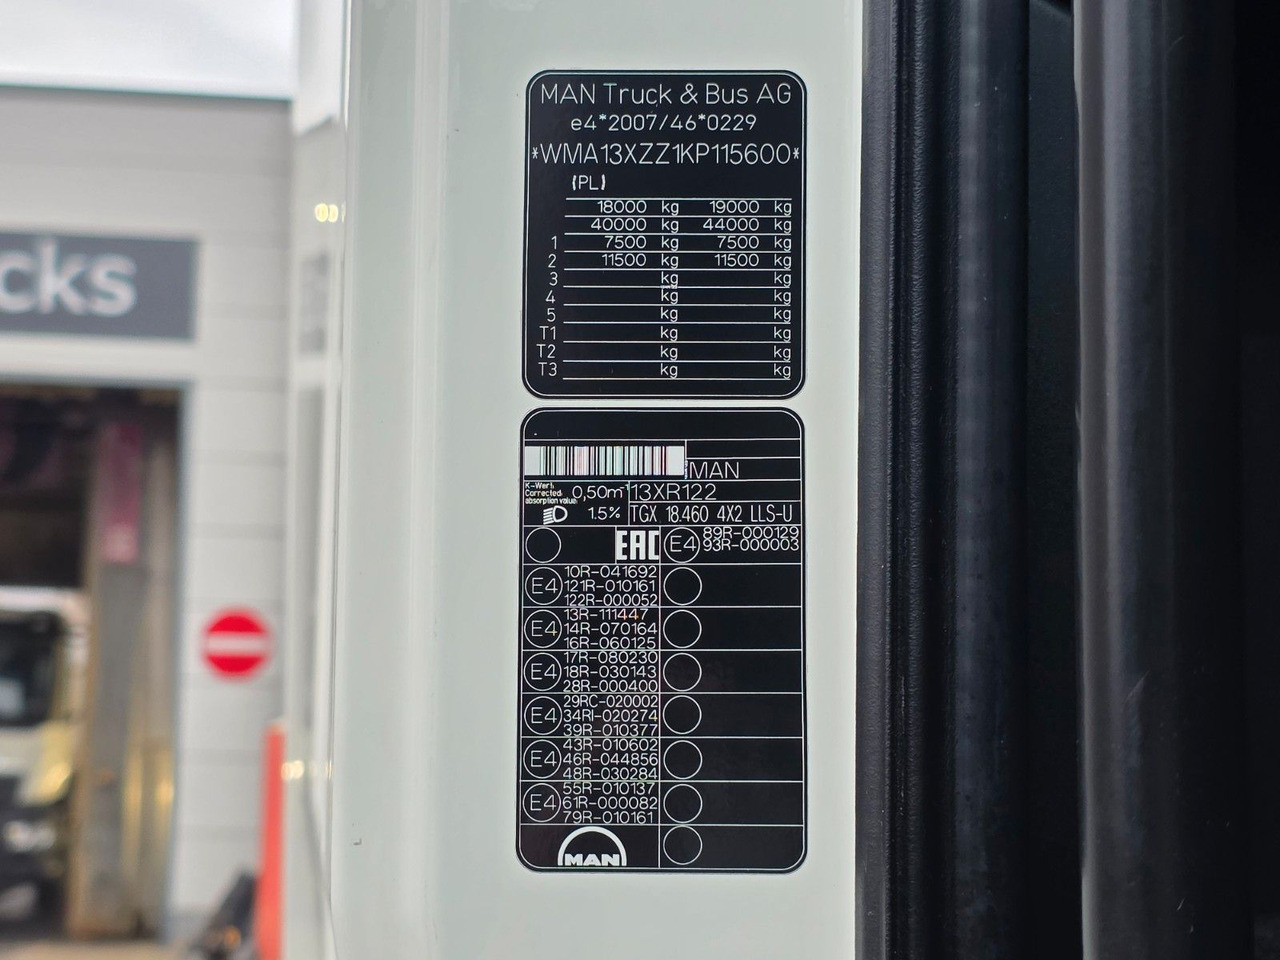 cks
MAN Truck & Bus AG
e4*2007/46*0229
*WMA13XZZ1KP115600*
(PL)
18000 kg 19000 kg
40000 kg 44000 kg
1 7500 kg 7500 kg
2 11500 kg 11500 kg
3 kg kg
4 kg kg
5 kg kg
T1 kg kg
T2 kg kg
T3 kg kg
MAN
K-Wert:
Corrected
absorption value:
0,50m⁻¹
13XR122
1.5%
TGX 18.460 4X2 LLS-U
EAC
E4
89R-000129
93R-000003
E4
10R-041692
121R-010161
122R-000052
E4
13R-111447
14R-070164
16R-060125
E4
17R-080230
18R-030143
28R-000400
E4
29RC-020002
34RI-020274
39R-010377
E4
43R-010602
46R-044856
48R-030284
E4
55R-010137
61R-000082
79R-010161
MAN